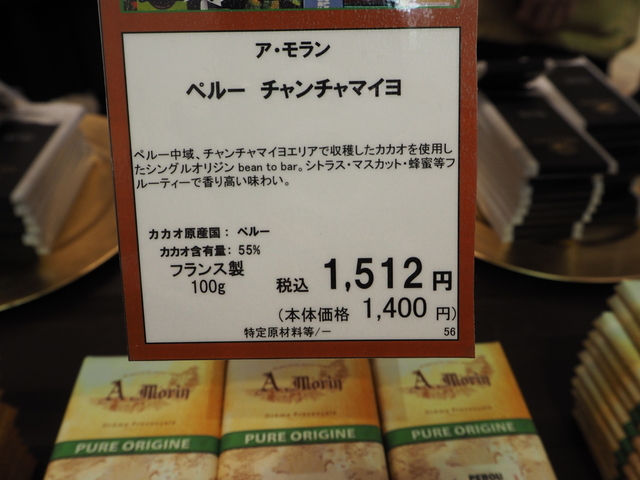 ア・モラン
ペルー チャンチャマイヨ
ペルー中域、チャンチャマイヨエリアで収穫したカカオを使用し
たシングルオリジン bean to bar。シトラス・マスカット・蜂蜜等フ
ルーティーで香り高い味わい。
カカオ原産国: ペルー
カカオ含有量: 55%
フランス製
100g
税込 1,512 円
(本体価格 1,400 円)
特定原材料等/－
56
A. Morin
PURE ORIGINE
A. Morin
PURE ORIGINE
A. Morin
PURE ORIGINE
PEROU